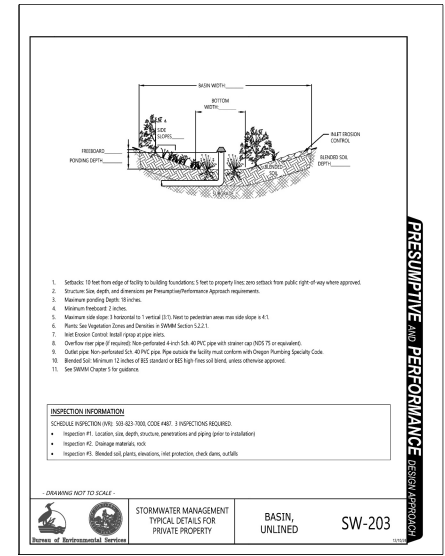 BASIN WIDTH
BOTTOM
WIDTH
SIDE
SLOPES
FREEBOARD
PONDING DEPTH
INLET EROSION
CONTROL
BLENDED SOIL
DEPTH
BLENDED
SOIL
SUBGRADE
1. Setbacks: 10 feet from edge of facility to building foundations; 5 feet to property lines; zero setback from public right-of-way where approved.
2. Structure: Size, depth, and dimensions per Presumptive/Performance Approach requirements.
3. Maximum ponding Depth: 18 inches.
4. Minimum freeboard: 2 inches.
5. Maximum side slope: 3 horizontal to 1 vertical (3:1). Next to pedestrian areas max side slope is 4:1.
6. Plants: See Vegetation Zones and Densities in SWMM Section 5.2.2.1.
7. Inlet Erosion Control: Install riprap at pipe inlets.
8. Overflow riser pipe (if required): Non-perforated 4-inch Sch. 40 PVC pipe with strainer cap (NDS 75 or equivalent).
9. Outlet pipe: Non-perforated Sch. 40 PVC pipe. Pipe outside the facility must conform with Oregon Plumbing Specialty Code.
10. Blended Soil: Minimum 12 inches of BES standard or BES high-fines soil blend, unless otherwise approved.
11. See SWMM Chapter 5 for guidance.
INSPECTION INFORMATION
SCHEDULE INSPECTION (IVR); 503-823-7000, CODE #487. 3 INSPECTIONS REQUIRED.
• Inspection #1. Location, size, depth, structure, penetrations and piping (prior to installation)
• Inspection #2. Drainage materials, rock
• Inspection #3. Blended soil, plants, elevations, inlet protection, check dams, outfalls
PRESUMPTIVE AND PERFORMANCE DESIGN APPROACH
- DRAWING NOT TO SCALE -
Bureau of Environmental Services
STORMWATER MANAGEMENT
TYPICAL DETAILS FOR
PRIVATE PROPERTY
BASIN,
UNLINED
SW-203